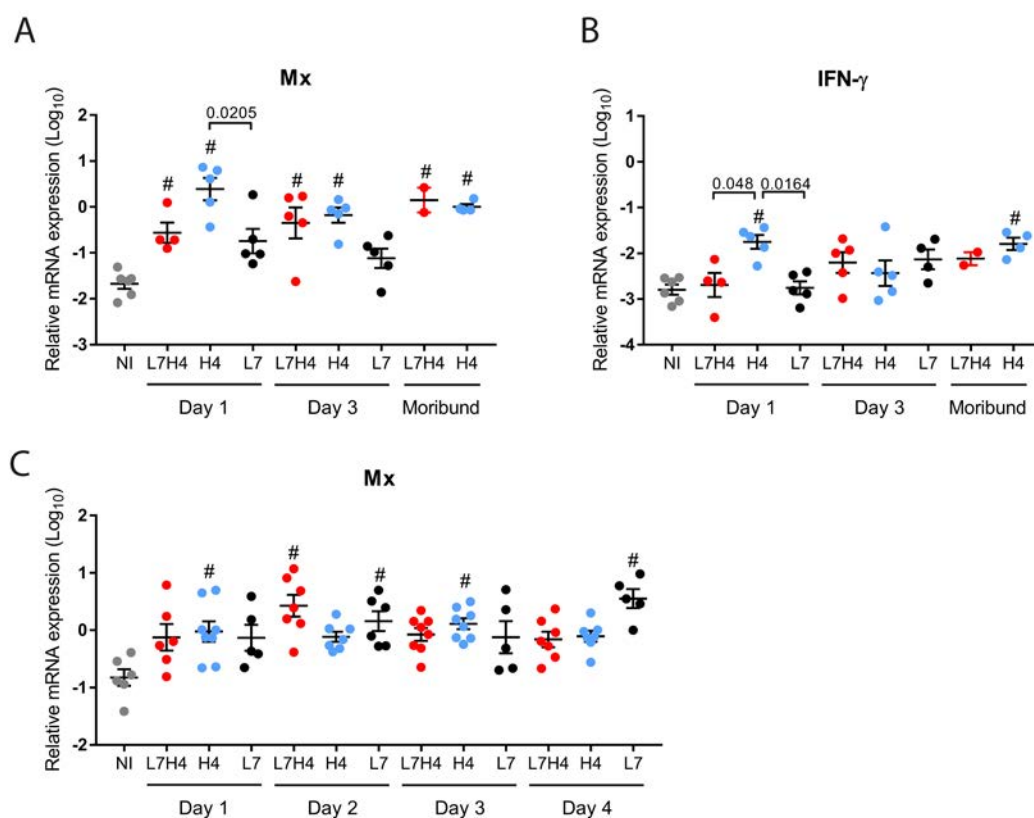 A
Mx
Relative mRNA expression (Log10)
2
1
0
-1
-2
-3
0.0205
#
#
#
#
#
#
NI
L7H4
H4
L7
L7H4
H4
L7
L7H4
H4
Day 1
Day 3
Moribund
B
IFN-γ
Relative mRNA expression (Log10)
1
0
-1
-2
-3
-4
0.048
0.0164
#
#
NI
L7H4
H4
L7
L7H4
H4
L7
L7H4
H4
Day 1
Day 3
Moribund
C
Mx
Relative mRNA expression (Log10)
2
1
0
-1
-2
#
#
#
#
#
NI
L7H4
H4
L7
L7H4
H4
L7
L7H4
H4
L7
L7H4
H4
L7
Day 1
Day 2
Day 3
Day 4